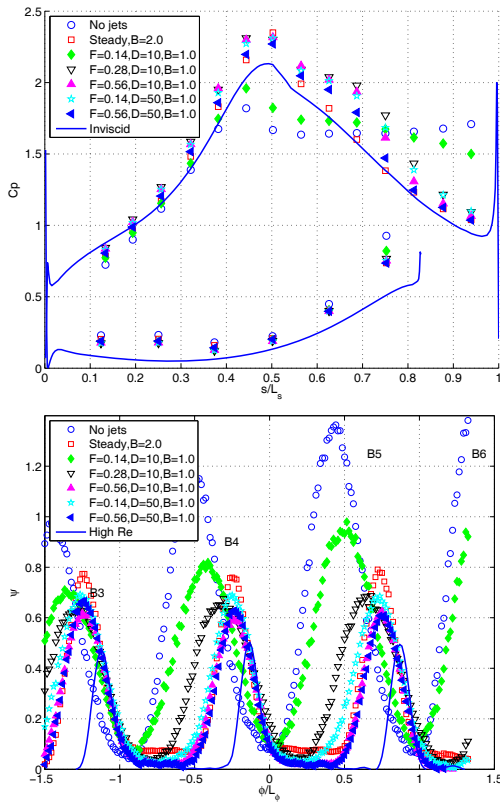 No jets
Steady,B=2.0
F=0.14,D=10,B=1.0
F=0.28,D=10,B=1.0
F=0.56,D=10,B=1.0
F=0.14,D=50,B=1.0
F=0.56,D=50,B=1.0
Inviscid
2.5
2
1.5
1
0.5
0
Cp
0 0.1 0.2 0.3 0.4 0.5 0.6 0.7 0.8 0.9 1
s/L_s
No jets
Steady,B=2.0
F=0.14,D=10,B=1.0
F=0.28,D=10,B=1.0
F=0.56,D=10,B=1.0
F=0.14,D=50,B=1.0
F=0.56,D=50,B=1.0
High Re
B5
B6
B4
B3
1.2
1
0.8
0.6
0.4
0.2
0
ψ
−1.5 −1 −0.5 0 0.5 1 1.5
ϕ/L_ϕ